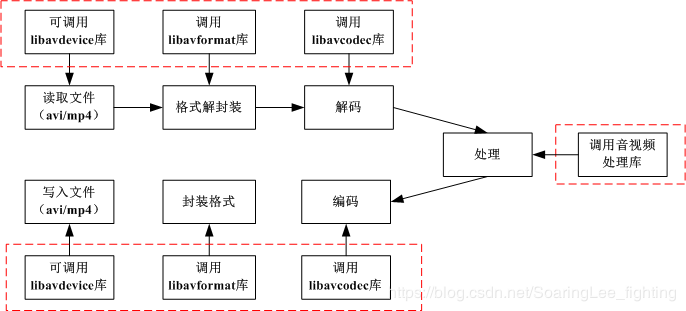 可调用
libavdevice库
调用
libavformat库
调用
libavcodec库
读取文件
（avi/mp4）
格式解封装
解码
处理
调用音视频
处理库
写入文件
（avi/mp4）
封装格式
编码
可调用
libavdevice库
调用
libavformat库
调用
libavcodec库
https://blog.csdn.net/SoaringLee_fighting